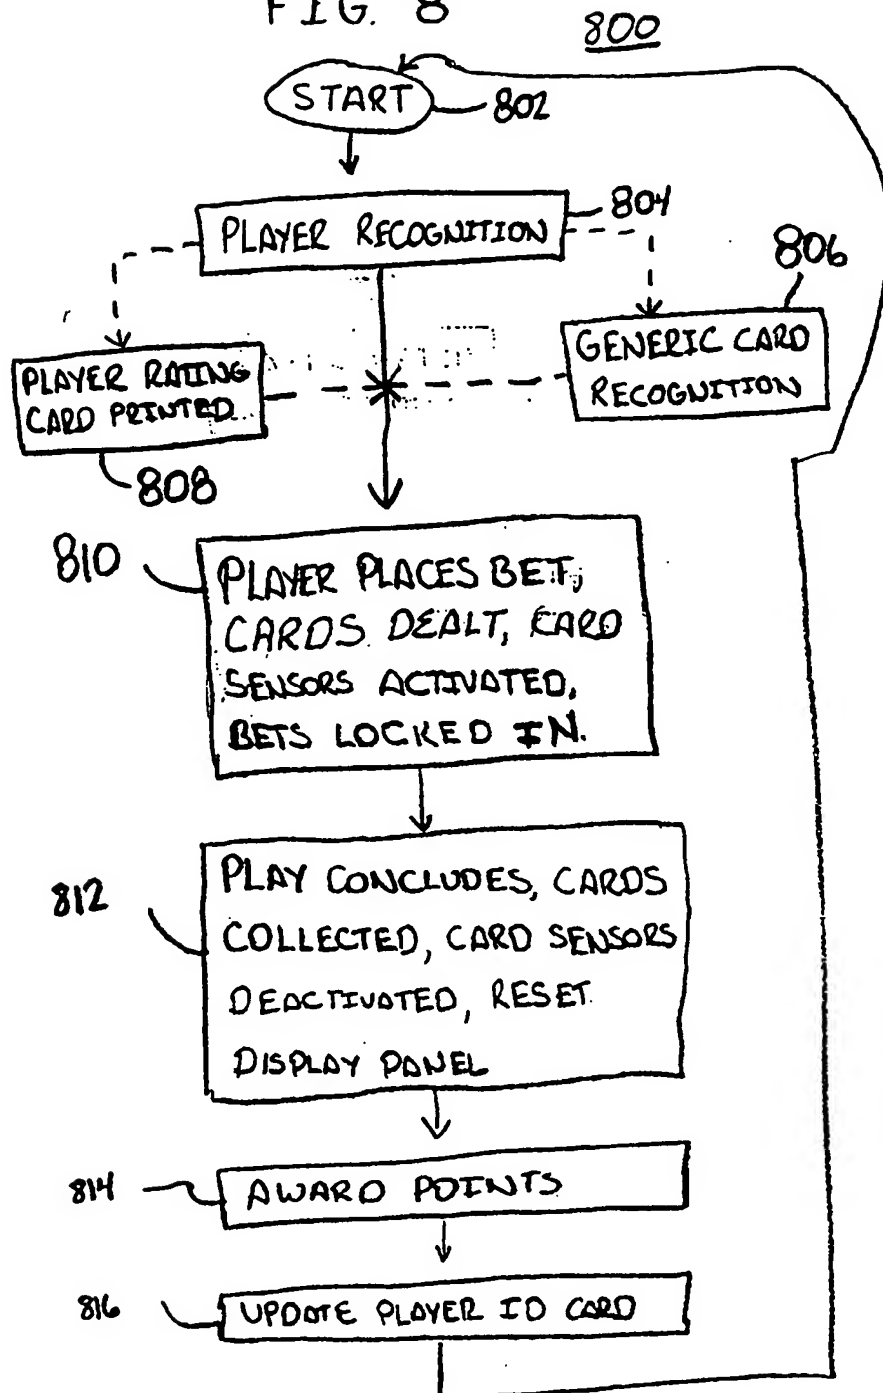 FIG. 8
800
START
802
PLAYER RECOGNITION
804
806
GENERIC CARD
RECOGNITION
PLAYER RATING
CARD PRINTED
808
810
PLAYER PLACES BET,
CARDS DEALT, CARD
SENSORS ACTIVATED,
BETS LOCKED IN.
812
PLAY CONCLUDES, CARDS
COLLECTED, CARD SENSORS
DEACTIVATED, RESET
DISPLAY PANEL
814
AWARD POINTS
816
UPDATE PLAYER ID CARD